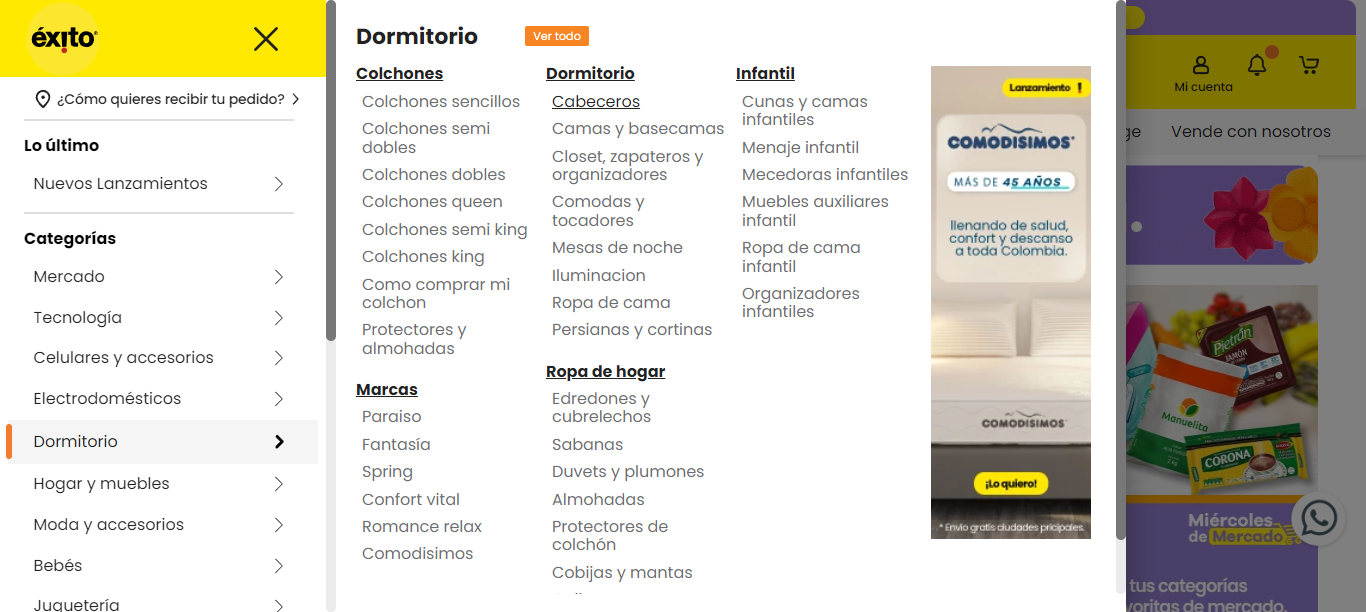 éxito
¿Cómo quieres recibir tu pedido?
Lo último
Nuevos Lanzamientos
Categorías
Mercado
Tecnología
Celulares y accesorios
Electrodomésticos
Dormitorio
Hogar y muebles
Moda y accesorios
Bebés
Juguetería
Dormitorio
Ver todo
Colchones
Colchones sencillos
Colchones semi
dobles
Colchones dobles
Colchones queen
Colchones semi king
Colchones king
Como comprar mi
colchon
Protectores y
almohadas
Marcas
Paraiso
Fantasía
Spring
Confort vital
Romance relax
Comodisimos
Dormitorio
Cabeceros
Camas y basecamas
Closet, zapateros y
organizadores
Comodas y
tocadores
Mesas de noche
Iluminacion
Ropa de cama
Persianas y cortinas
Ropa de hogar
Edredones y
cubrelechos
Sabanas
Duvets y plumones
Almohadas
Protectores de
colchón
Cobijas y mantas
Infantil
Cunas y camas
infantiles
Menaje infantil
Mecedoras infantiles
Muebles auxiliares
infantil
Ropa de cama
infantil
Organizadores
infantiles
Lanzamiento
COMODISIMOS
MÁS DE 45 AÑOS
llenando de salud,
confort y descanso
a toda Colombia.
COMODISIMOS
¡Lo quiero!
* Envio gratis ciudades pricipales.
Mi cuenta
ge
Vende con nosotros
Pietrán
JAMÓN
Manuelita
CORONA
Miércoles
de Mercado
tus categorías
voritas de mercado.